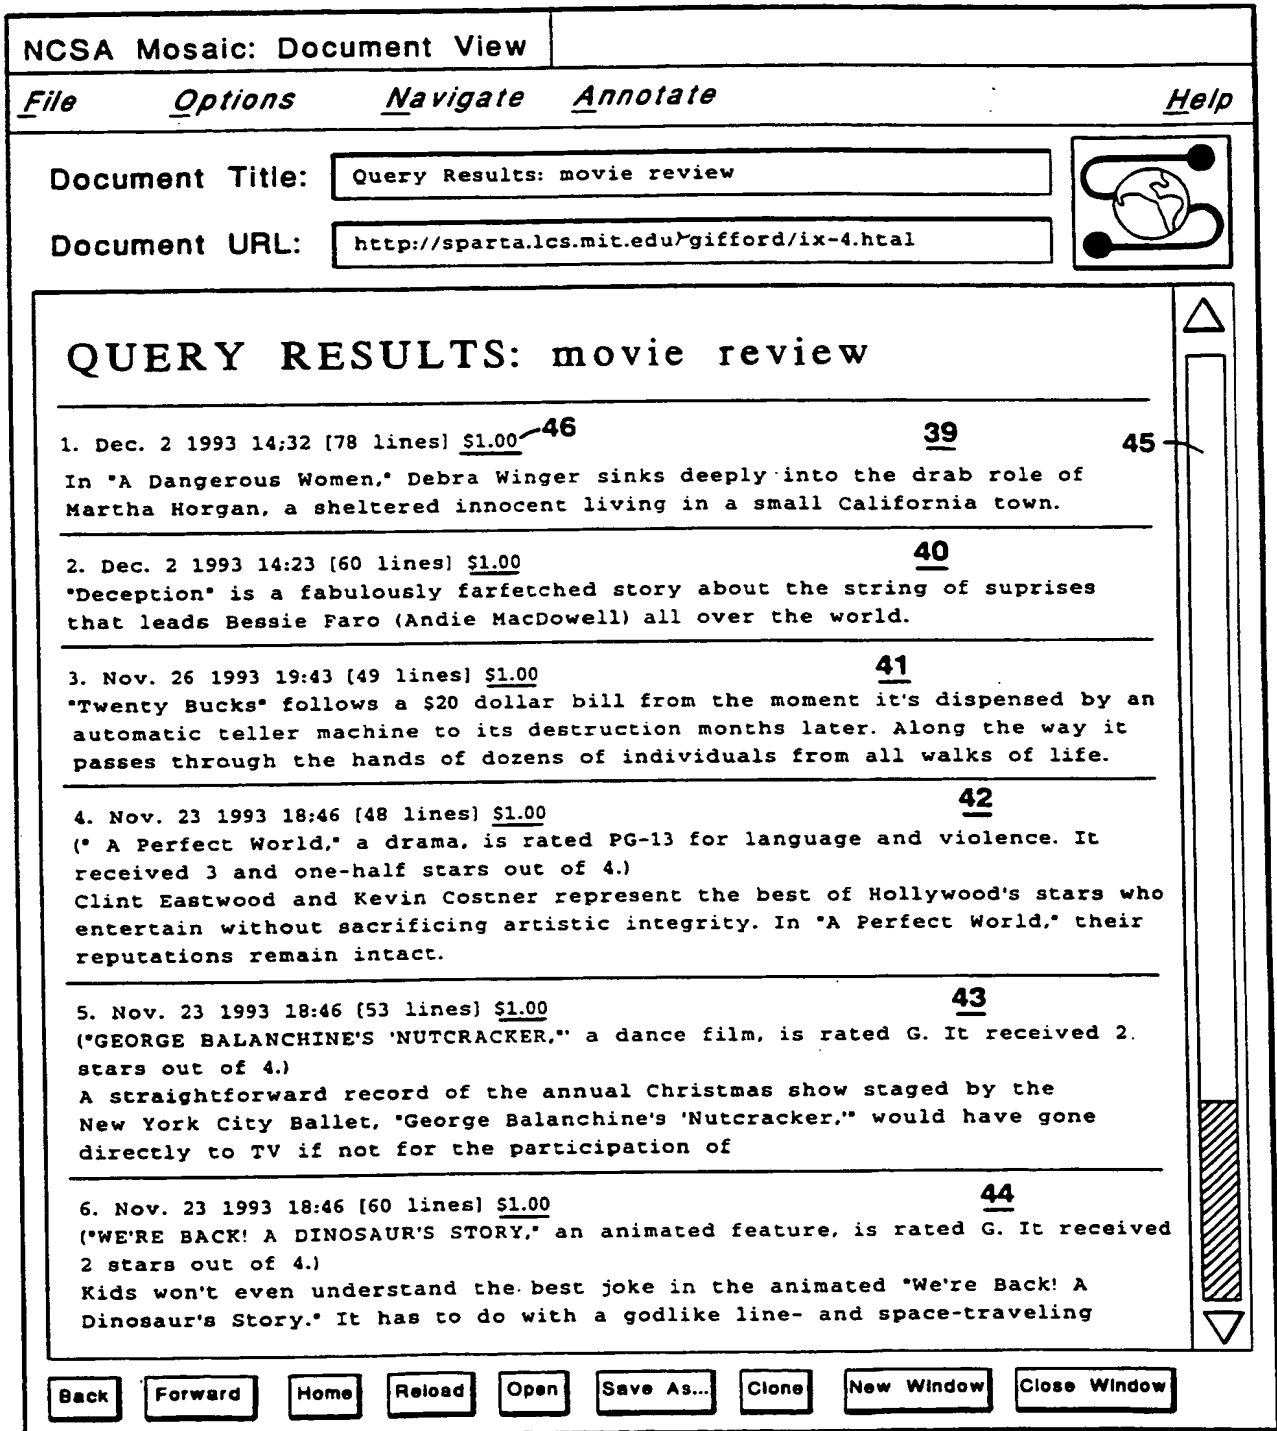 NCSA Mosaic: Document View
File Options Navigate Annotate Help
Document Title: Query Results: movie review
Document URL: http://sparta.lcs.mit.edu/~gifford/ix-4.htal
QUERY RESULTS: movie review
1. Dec. 2 1993 14;32 [78 lines] $1.00 46 39 45
In "A Dangerous Women," Debra Winger sinks deeply into the drab role of
Martha Horgan, a sheltered innocent living in a small California town.
2. Dec. 2 1993 14:23 [60 lines] $1.00 40
"Deception" is a fabulously farfetched story about the string of suprises
that leads Bessie Faro (Andie MacDowell) all over the world.
3. Nov. 26 1993 19:43 [49 lines] $1.00 41
"Twenty Bucks" follows a $20 dollar bill from the moment it's dispensed by an
automatic teller machine to its destruction months later. Along the way it
passes through the hands of dozens of individuals from all walks of life.
4. Nov. 23 1993 18:46 [48 lines] $1.00 42
(" A Perfect World," a drama, is rated PG-13 for language and violence. It
received 3 and one-half stars out of 4.)
Clint Eastwood and Kevin Costner represent the best of Hollywood's stars who
entertain without sacrificing artistic integrity. In "A Perfect World," their
reputations remain intact.
5. Nov. 23 1993 18:46 [53 lines] $1.00 43
("GEORGE BALANCHINE'S 'NUTCRACKER,"' a dance film, is rated G. It received 2
stars out of 4.)
A straightforward record of the annual Christmas show staged by the
New York City Ballet, "George Balanchine's 'Nutcracker,'" would have gone
directly to TV if not for the participation of
6. Nov. 23 1993 18:46 [60 lines] $1.00 44
("WE'RE BACK! A DINOSAUR'S STORY," an animated feature, is rated G. It received
2 stars out of 4.)
Kids won't even understand the best joke in the animated "We're Back! A
Dinosaur's Story." It has to do with a godlike line- and space-traveling
Back Forward Home Reload Open Save As... Clone New Window Close Window